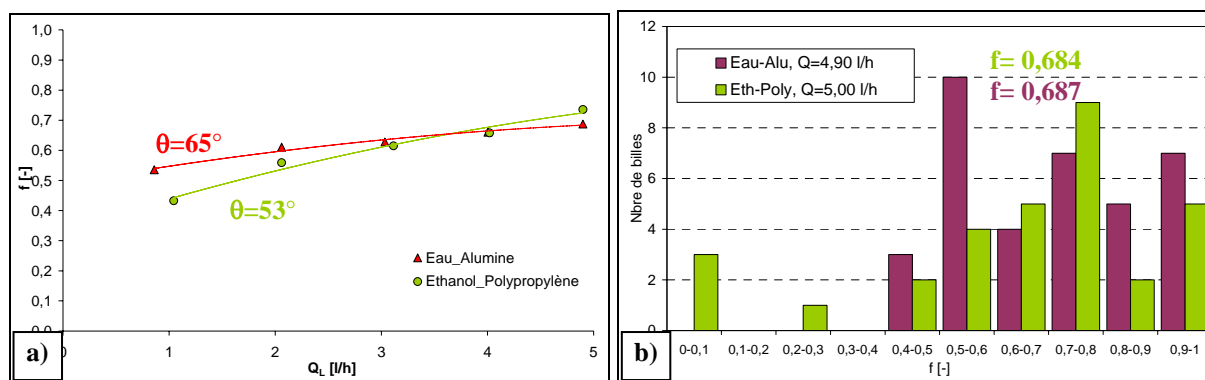 1,0
0,9
0,8
0,7
0,6
0,5
0,4
0,3
0,2
0,1
0,0
f [-]
θ=65°
θ=53°
Eau_Alumine
Ethanol_Polypropylène
a)
0 1 2 3 4 5
Q_L [l/h]
12
10
8
6
4
2
0
Nbre de billes
Eau-Alu, Q=4,90 l/h
Eth-Poly, Q=5,00 l/h
f= 0,684
f= 0,687
b)
0-0,1 0,1-0,2 0,2-0,3 0,3-0,4 0,4-0,5 0,5-0,6 0,6-0,7 0,7-0,8 0,8-0,9 0,9-1
f [-]